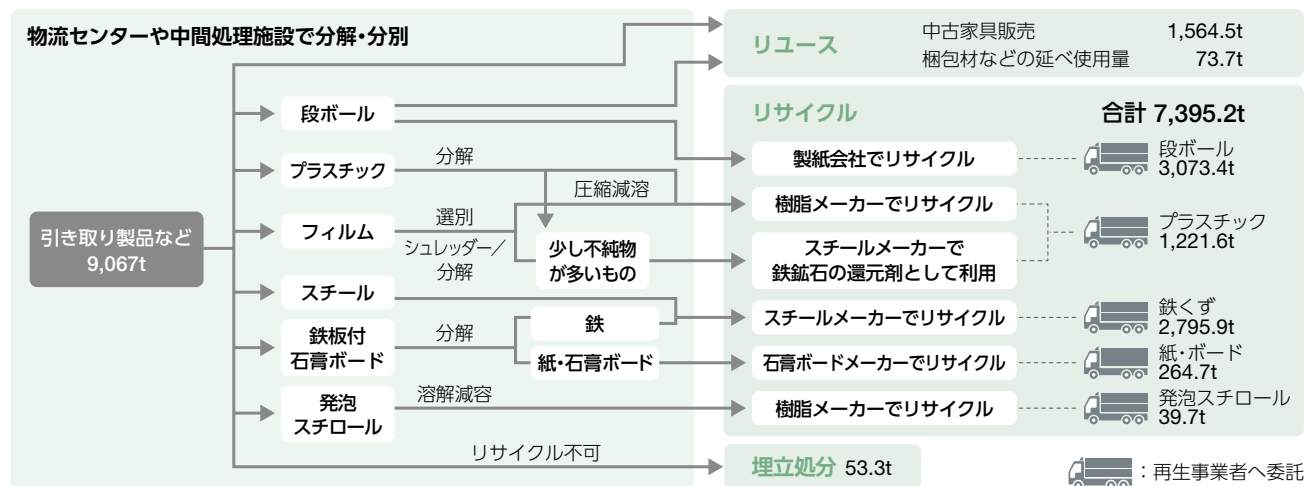 物流センターや中間処理施設で分解・分別
引き取り製品など
9,067t
段ボール
プラスチック
分解
圧縮減溶
フィルム
選別
シュレッダー／
分解
少し不純物
が多いもの
スチール
鉄板付
石膏ボード
分解
鉄
紙・石膏ボード
発泡
スチロール
溶解減容
リサイクル不可
リユース
中古家具販売 1,564.5t
梱包材などの延べ使用量 73.7t
リサイクル 合計 7,395.2t
製紙会社でリサイクル
段ボール
3,073.4t
樹脂メーカーでリサイクル
スチールメーカーで
鉄鉱石の還元剤として利用
プラスチック
1,221.6t
スチールメーカーでリサイクル
鉄くず
2,795.9t
石膏ボードメーカーでリサイクル
紙・ボード
264.7t
樹脂メーカーでリサイクル
発泡スチロール
39.7t
埋立処分 53.3t
：再生事業者へ委託